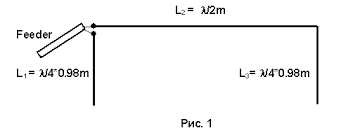 L₂ = λ/2m
Feeder
L₁ = λ/4*0.98m
L₃ = λ/4*0.98m
Рис. 1